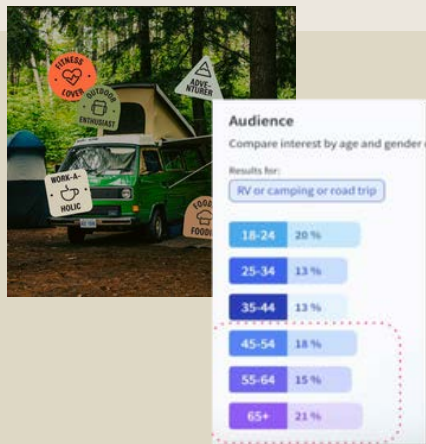 FITNESS
LOVER
OUTDOOR
ENTHUSIAST
ADVE-
NTURER
WORK-A-
HOLIC
FOODIE
Audience
Compare interest by age and gender
Results for:
RV or camping or road trip
18-24 20 %
25-34 13 %
35-44 13 %
45-54 18 %
55-64 15 %
65+ 21 %